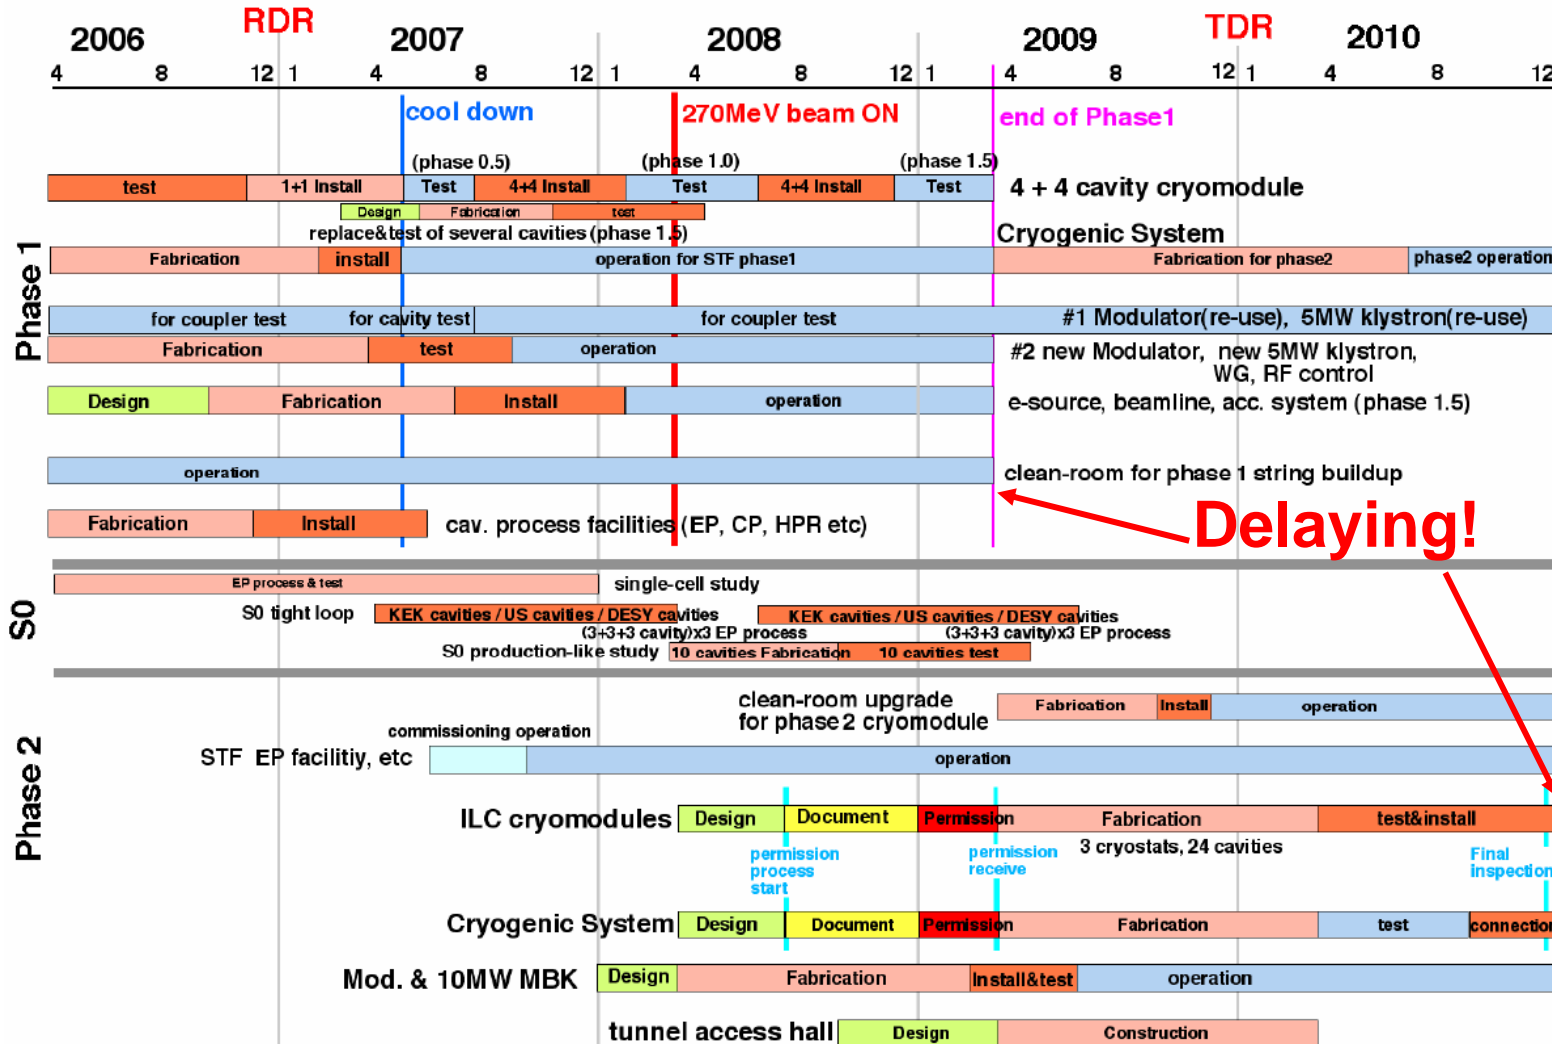 RDR
TDR
2006 2007 2008 2009 2010
4 8 12 1 4 8 12 1 4 8 12 1 4 8 12 1 4 8 12
cool down
270MeV beam ON
end of Phase1
(phase 0.5) (phase 1.0) (phase 1.5)
Phase 1
test 1+1 Install Test 4+4 Install Test 4+4 Install Test 4 + 4 cavity cryomodule
Design Fabrication test
replace&test of several cavities (phase 1.5)
Cryogenic System
Fabrication install operation for STF phase1 Fabrication for phase2 phase2 operation
for coupler test for cavity test for coupler test #1 Modulator(re-use), 5MW klystron(re-use)
Fabrication test operation #2 new Modulator, new 5MW klystron,
WG, RF control
Design Fabrication Install operation e-source, beamline, acc. system (phase 1.5)
operation clean-room for phase 1 string buildup
Delaying!
Fabrication Install cav. process facilities (EP, CP, HPR etc)
S0
EP process & test single-cell study
S0 tight loop KEK cavities / US cavities / DESY cavities KEK cavities / US cavities / DESY cavities
(3+3+3 cavity)x3 EP process (3+3+3 cavity)x3 EP process
S0 production-like study 10 cavities Fabrication 10 cavities test
Phase 2
clean-room upgrade
for phase2 cryomodule
Fabrication Install operation
commissioning operation
STF EP facilitiy, etc operation
ILC cryomodules Design Document Permission Fabrication test&install
3 cryostats, 24 cavities
permission
process
start
permission
receive
Final
inspection
Cryogenic System Design Document Permission Fabrication test connection
Mod. & 10MW MBK Design Fabrication Install&test operation
tunnel access hall Design Construction